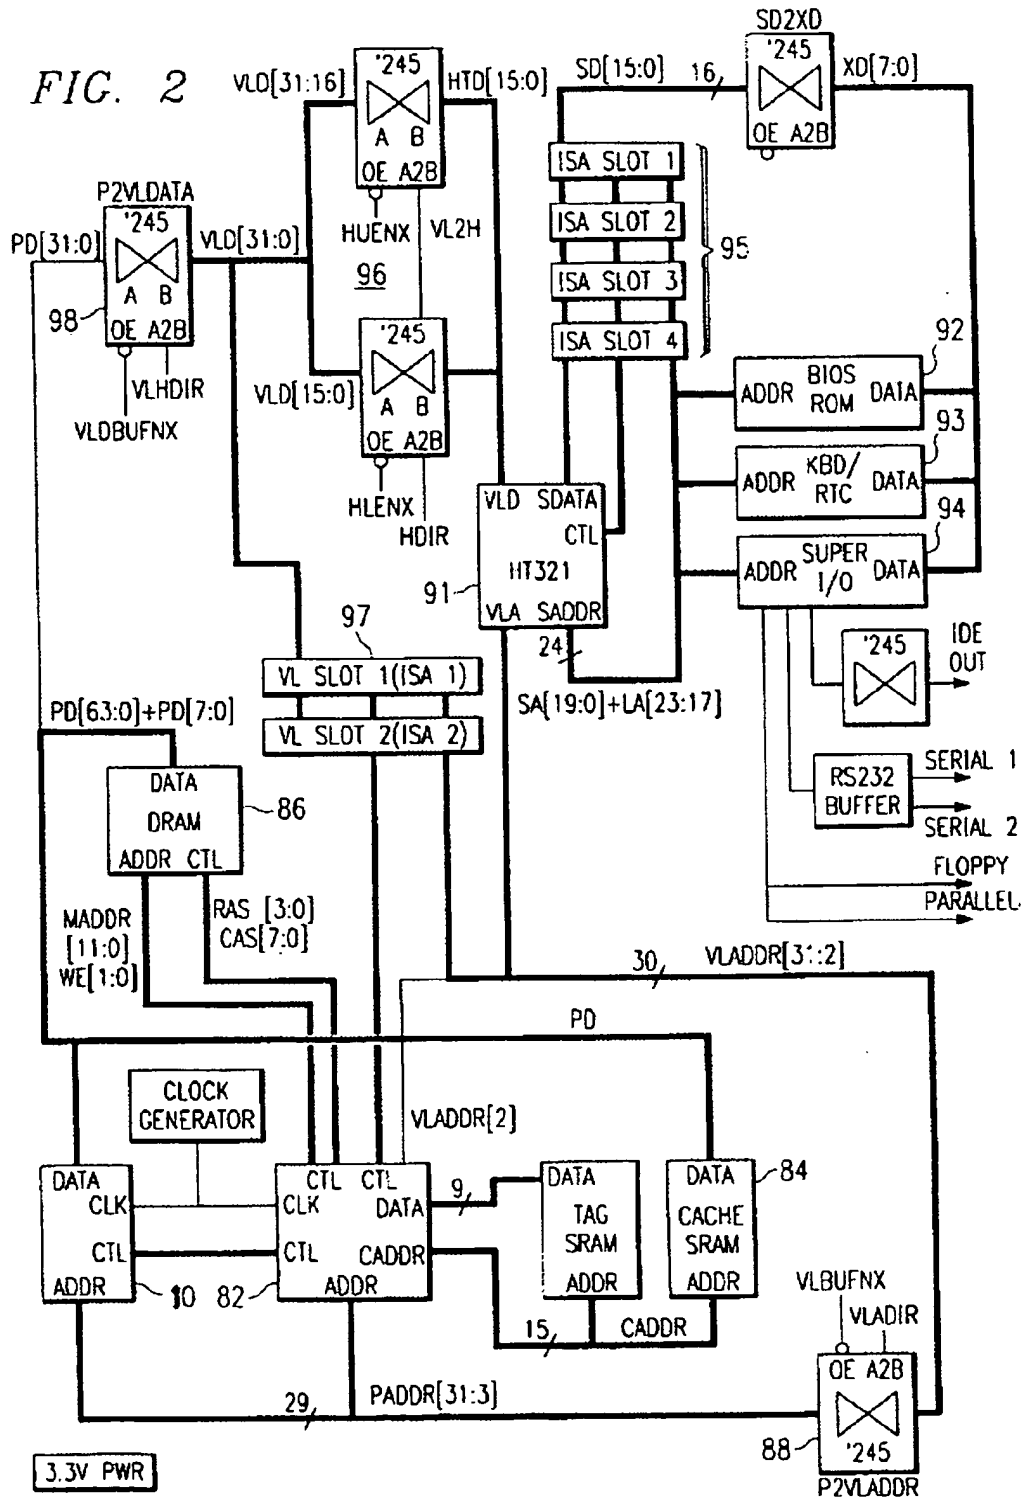 FIG. 2
SD2XD
'245
OE A2B
SD[15:0]
16
XD[7:0]
VLD[31:16]
'245
A B
OE A2B
HTD[15:0]
HUENX
VL2H
96
P2VLDATA
'245
A B
OE A2B
PD[31:0]
VLD[31:0]
98
VLHDIR
VLDBUFNX
'245
A B
OE A2B
VLD[15:0]
HLENX
HDIR
ISA SLOT 1
ISA SLOT 2
ISA SLOT 3
ISA SLOT 4
95
92
ADDR BIOS ROM DATA
93
ADDR KBD/ RTC DATA
94
ADDR SUPER I/O DATA
VLD SDATA
CTL
HT321
VLA SADDR
91
24
SA[19:0]+LA[23:17]
'245
IDE OUT
RS232 BUFFER
SERIAL 1
SERIAL 2
FLOPPY
PARALLEL
97
VL SLOT 1(ISA 1)
VL SLOT 2(ISA 2)
PD[63:0]+PD[7:0]
DATA
DRAM
ADDR CTL
86
MADDR
[11:0]
WE[1:0]
RAS [3:0]
CAS[7:0]
30
VLADDR[31:2]
PD
CLOCK
GENERATOR
VLADDR[2]
DATA
CLK
CTL
ADDR
10
CTL CTL
CLK
DATA
CTL
CADDR
ADDR
82
9
DATA
TAG
SRAM
ADDR
DATA
CACHE
SRAM
ADDR
84
15
CADDR
VLBUFNX
VLADIR
OE A2B
'245
88
P2VLADDR
29
PADDR[31:3]
3.3V PWR